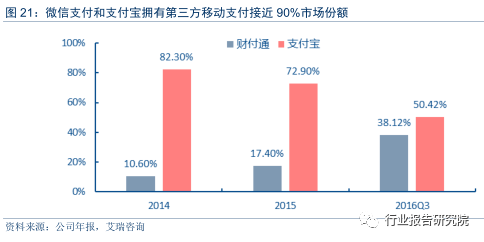 图 21：微信支付和支付宝拥有第三方移动支付接近 90%市场份额
财付通 支付宝
100%
80%
60%
40%
20%
0%
82.30%
72.90%
50.42%
38.12%
17.40%
10.60%
2014 2015 2016Q3
资料来源：公司年报，艾瑞咨询
行业报告研究院